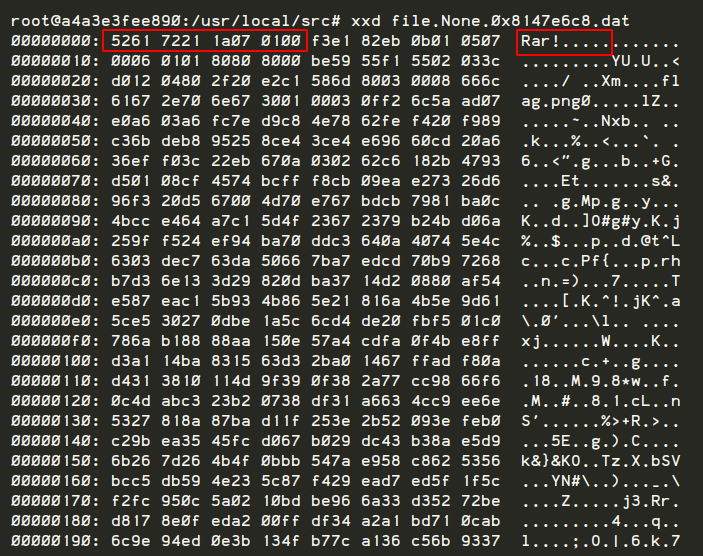 root@a4a3e3fee890:/usr/local/src# xxd file.None.0x8147e6c8.dat
00000000: 5261 7221 1a07 0100 f3e1 82eb 0b01 0507  Rar!............
00000010: 0006 0101 8080 8000 be59 55f1 5502 033c  .........YU.U..<
00000020: d012 0480 2f20 e2c1 586d 8003 0008 666c  ..../ ..Xm....fl
00000030: 6167 2e70 6e67 3001 0003 0ff2 6c5a ad07  ag.png0.....lZ..
00000040: e0a6 03a6 fc7e d9c8 4e78 62fe f420 f989  .....~..Nxb.. ..
00000050: c36b deb8 9525 8ce4 3ce4 e696 60cd 20a6  .k...%..<...`. .
00000060: 36ef f03c 22eb 670a 0302 62c6 182b 4793  6..<".g...b..+G.
00000070: d501 08cf 4574 bcff f8cb 09ea e273 26d6  ....Et.......s&.
00000080: 96f3 20d5 6700 4d70 e767 bdcb 7981 ba0c  .. .g.Mp.g..y...
00000090: 4bcc e464 a7c1 5d4f 2367 2379 b24b d06a  K..d..]O#g#y.K.j
000000a0: 259f f524 ef94 ba70 ddc3 640a 4074 5e4c  %..$...p..d.@t^L
000000b0: 6303 dec7 63da 5066 7ba7 edcd 70b9 7268  c...c.Pf{...p.rh
000000c0: b7d3 6e13 3d29 820d ba37 14d2 0880 af54  ..n.=)...7.....T
000000d0: e587 eac1 5b93 4b86 5e21 816a 4b5e 9d61  ....[.K.^!.jK^.a
000000e0: 5ce5 3027 0dbe 1a5c 6cd4 de20 fbf5 01c0  \.0'...\l.. ....
000000f0: 786a b188 88aa 150e 57a4 cdfa 0f4b e8ff  xj......W....K..
00000100: d3a1 14ba 8315 63d3 2ba0 1467 ffad f80a  ......c.+..g....
00000110: d431 3810 114d 9f39 0f38 2a77 cc98 66f6  .18..M.9.8*w..f.
00000120: 0c4d abc3 23b2 0738 df31 a663 4cc9 ee6e  .M..#..8.1.cL..n
00000130: 5327 818a 87ba d11f 253e 2b52 093e feb0  S'......%>+R.>..
00000140: c29b ea35 45fc d067 b029 dc43 b38a e5d9  ...5E..g.).C....
00000150: 6b26 7d26 4b4f 0bbb 547a e958 c862 5356  k&}&KO..Tz.X.bSV
00000160: bcc5 db59 4e23 5c87 f429 ead7 ed5f 1f5c  ...YN#\..)..._.\
00000170: f2fc 950c 5a02 10bd be96 6a33 d352 72be  ....Z.....j3.Rr.
00000180: d817 8e0f eda2 00ff df34 a2a1 bd71 0cab  .........4...q..
00000190: 6c9e 94ed 0e3b 134f b77c a136 c56b 9337  l....;.O.|.6.k.7